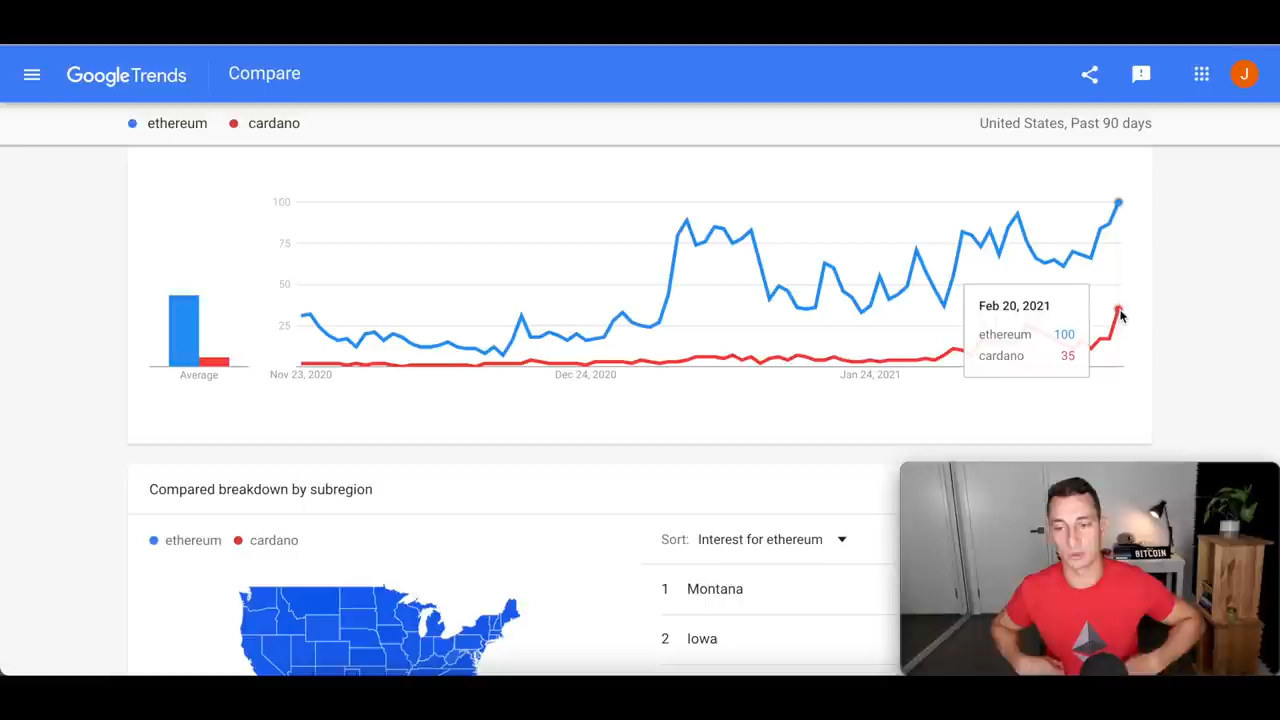 GoogleTrends
Compare
J
ethereum cardano
United States, Past 90 days
100
75
50
25
Average
Nov 23, 2020
Dec 24, 2020
Jan 24, 2021
Feb 20, 2021
ethereum 100
cardano 35
Compared breakdown by subregion
ethereum cardano
Sort: Interest for ethereum
1 Montana
2 Iowa
BITCOIN